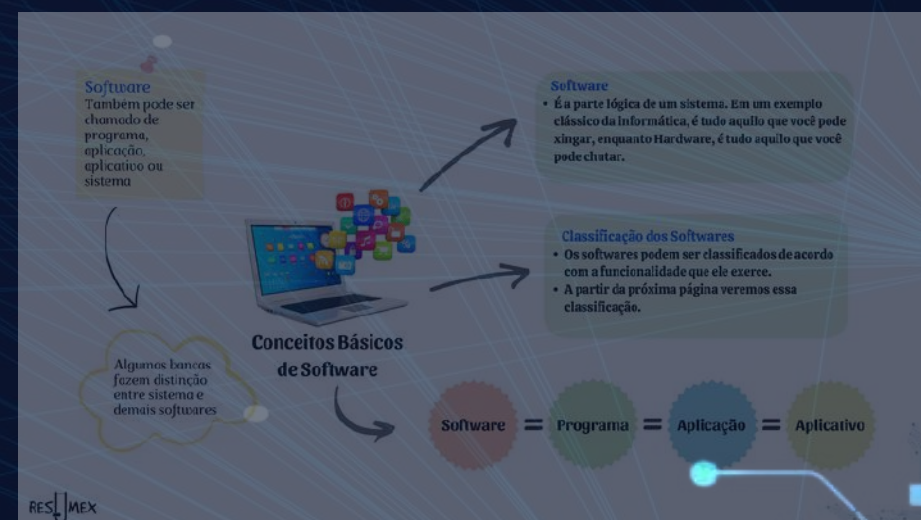 Software
Também pode ser
chamado de
programa,
aplicação,
aplicativo ou
sistema
Algumas bancas
fazem distinção
entre sistema e
demais softwares
Conceitos Básicos
de Software
Software
• É a parte lógica de um sistema. Em um exemplo
clássico da informática, é tudo aquilo que você pode
xingar, enquanto Hardware, é tudo aquilo que você
pode chutar.
Classificação dos Softwares
• Os softwares podem ser classificados de acordo
com a funcionalidade que ele exerce.
• A partir da próxima página veremos essa
classificação.
Software = Programa = Aplicação = Aplicativo
RESUMEX